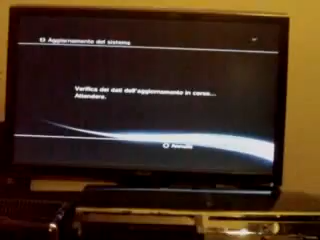 Aggiornamento del sistema
Verifica dei dati dell'aggiornamento in corso...
Attendere.
Annulla